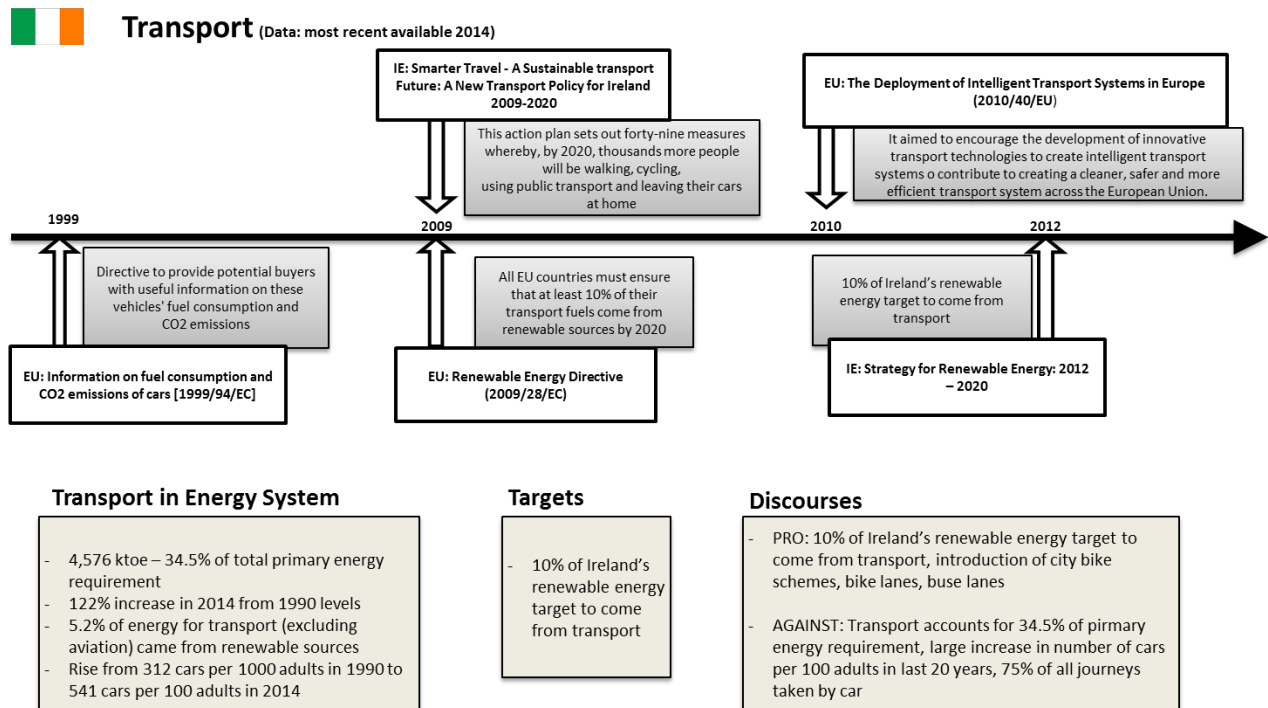 Transport (Data: most recent available 2014)
IE: Smarter Travel - A Sustainable transport
Future: A New Transport Policy for Ireland
2009-2020
EU: The Deployment of Intelligent Transport Systems in Europe
(2010/40/EU)
This action plan sets out forty-nine measures
whereby, by 2020, thousands more people
will be walking, cycling,
using public transport and leaving their cars
at home
It aimed to encourage the development of innovative
transport technologies to create intelligent transport
systems o contribute to creating a cleaner, safer and more
efficient transport system across the European Union.
1999
2009
2010
2012
Directive to provide potential buyers
with useful information on these
vehicles' fuel consumption and
CO2 emissions
All EU countries must ensure
that at least 10% of their
transport fuels come from
renewable sources by 2020
10% of Ireland's renewable
energy target to come from
transport
EU: Information on fuel consumption and
CO2 emissions of cars [1999/94/EC]
EU: Renewable Energy Directive
(2009/28/EC)
IE: Strategy for Renewable Energy: 2012
– 2020
Transport in Energy System
- 4,576 ktoe – 34.5% of total primary energy
requirement
- 122% increase in 2014 from 1990 levels
- 5.2% of energy for transport (excluding
aviation) came from renewable sources
- Rise from 312 cars per 1000 adults in 1990 to
541 cars per 100 adults in 2014
Targets
- 10% of Ireland's
renewable energy
target to come
from transport
Discourses
- PRO: 10% of Ireland's renewable energy target to
come from transport, introduction of city bike
schemes, bike lanes, buse lanes
- AGAINST: Transport accounts for 34.5% of pirmary
energy requirement, large increase in number of cars
per 100 adults in last 20 years, 75% of all journeys
taken by car